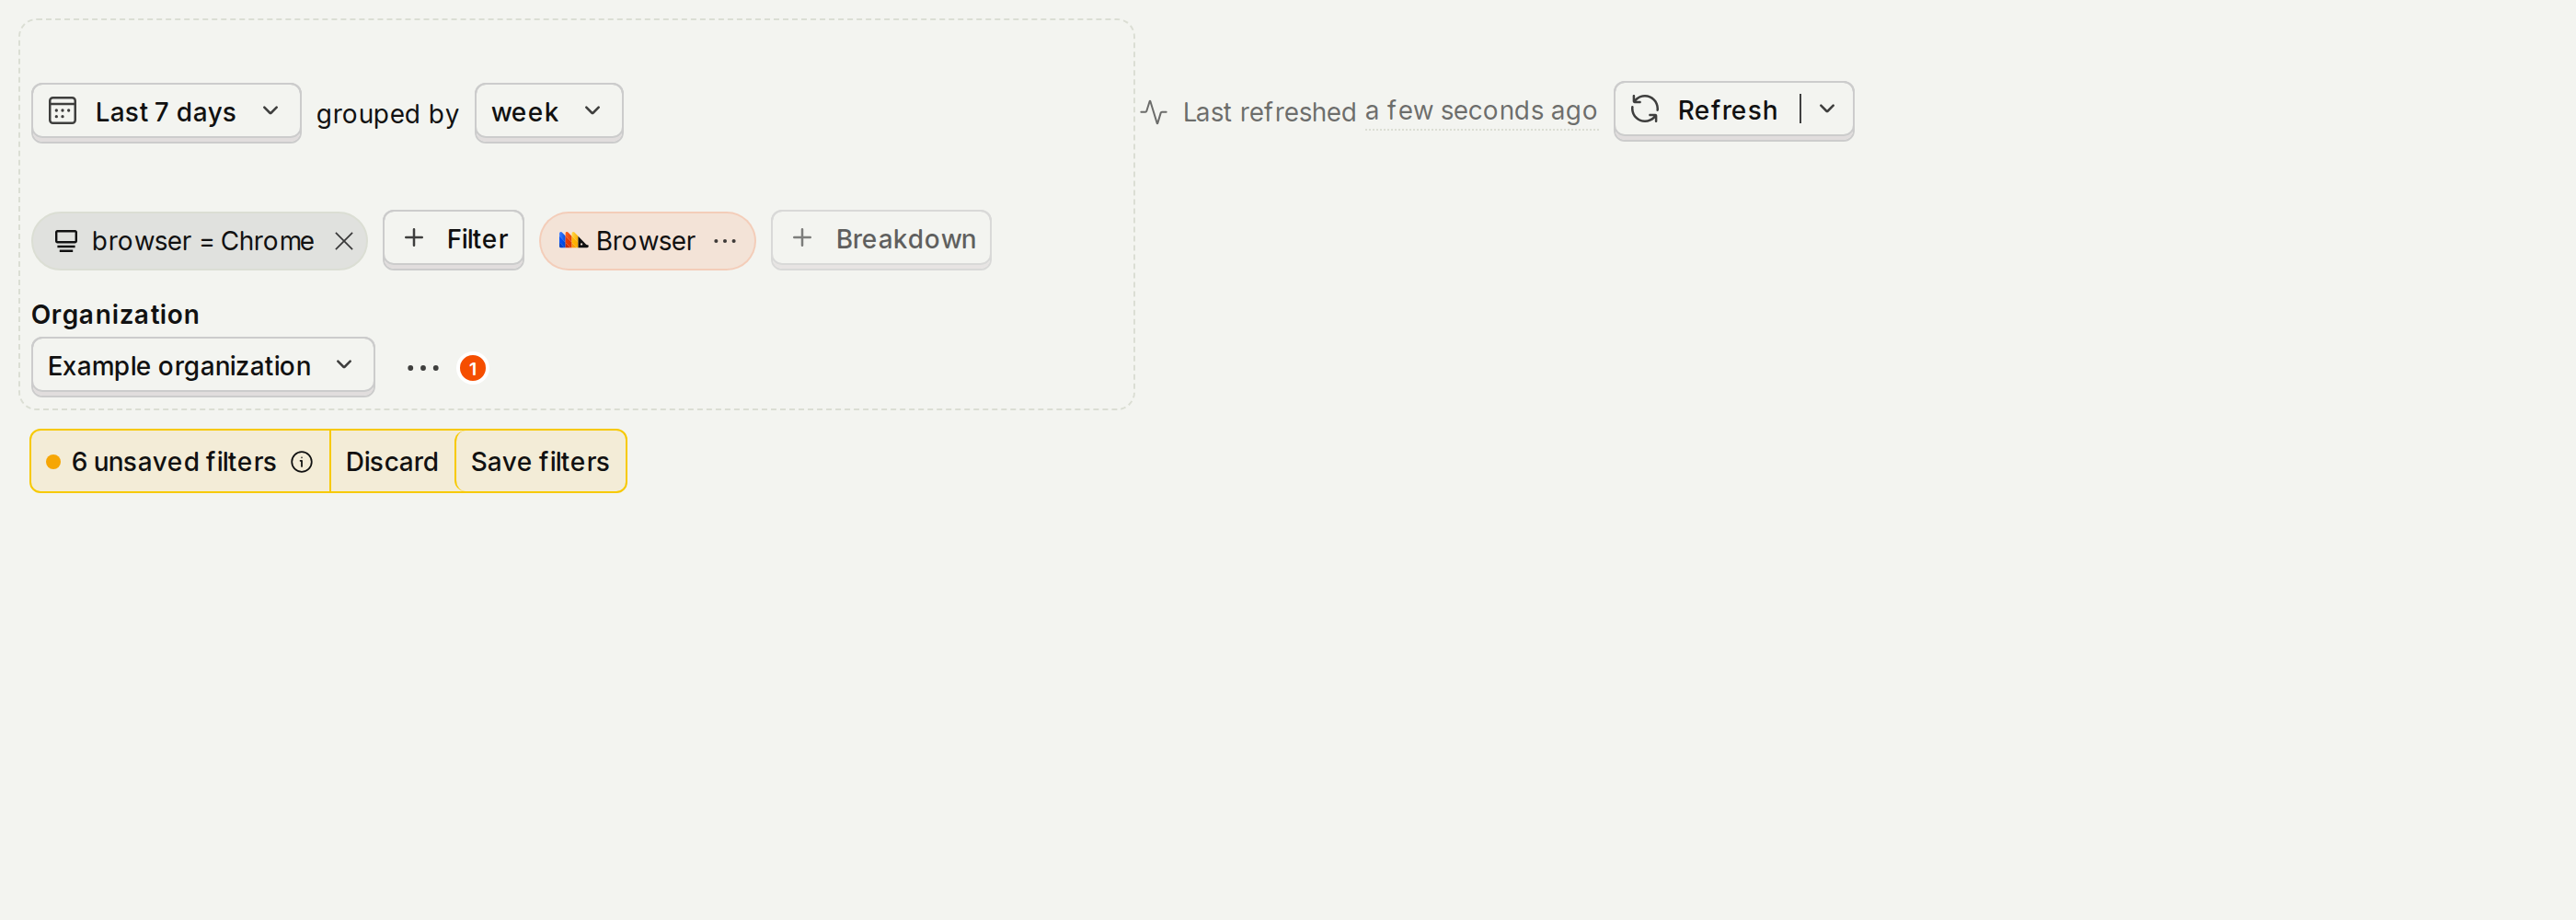 Last 7 days grouped by week
Last refreshed a few seconds ago Refresh
browser = Chrome Filter Browser Breakdown
Organization
Example organization 1
6 unsaved filters Discard Save filters